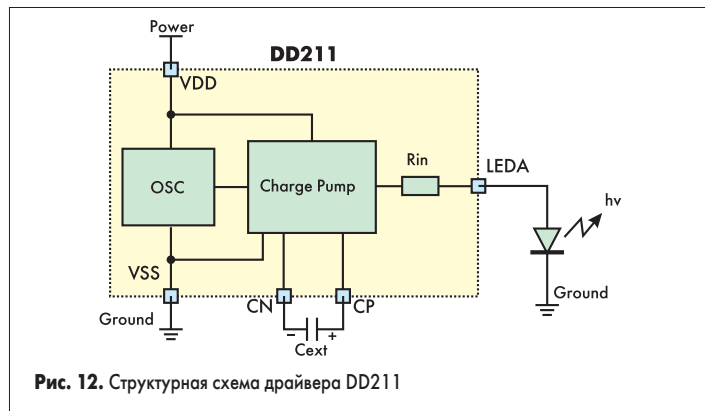 Power
DD211
VDD
Rin
LEDA
OSC
Charge Pump
hv
VSS
Ground
CN
CP
Ground
− +
Cext
Рис. 12. Структурная схема драйвера DD211